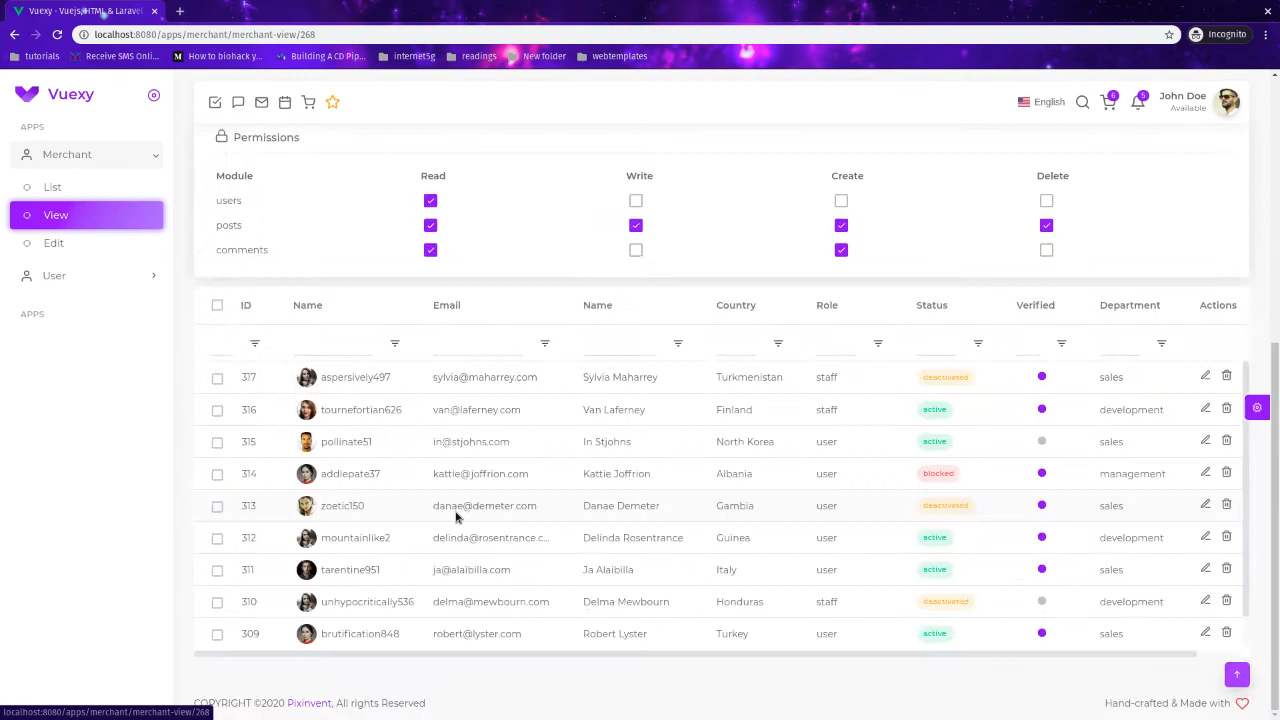 Vuexy - Vuejs, HTML & Laravel
localhost:8080/apps/merchant/merchant-view/268
Incognito
tutorials Receive SMS Onli... How to biohack y... Building A CD Pip... internet5g readings New folder webtemplates
Vuexy
APPS
Merchant
List
View
Edit
User
APPS
English
6
5
John Doe
Available
Permissions
Module Read Write Create Delete
users
posts
comments
ID Name Email Name Country Role Status Verified Department Actions
317 aspersively497 sylvia@maharrey.com Sylvia Maharrey Turkmenistan staff deactivated sales
316 tournefortian626 van@laferney.com Van Laferney Finland staff active development
315 pollinate51 in@stjohns.com In Stjohns North Korea user active sales
314 addlepate37 kattie@joffrion.com Kattie Joffrion Albania user blocked management
313 zoetic150 danae@demeter.com Danae Demeter Gambia user deactivated sales
312 mountainlike2 delinda@rosentrance.c... Delinda Rosentrance Guinea user active development
311 tarentine951 ja@alaibilla.com Ja Alaibilla Italy user active sales
310 unhypocritically536 delma@mewbourn.com Delma Mewbourn Honduras staff deactivated development
309 brutification848 robert@lyster.com Robert Lyster Turkey user active sales
COPYRIGHT ©2020 Pixinvent, All rights Reserved
Hand-crafted & Made with
localhost:8080/apps/merchant/merchant-view/268